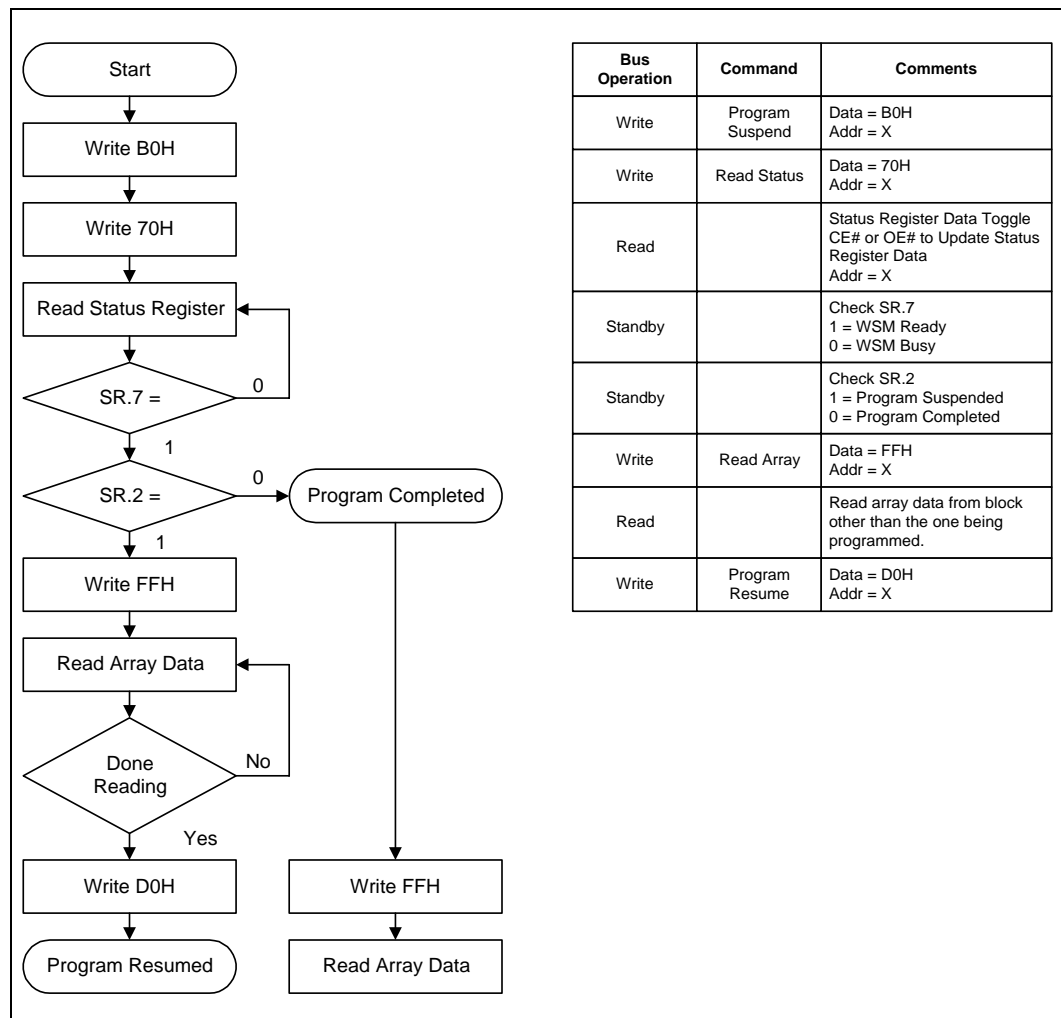 Start
Write B0H
Write 70H
Read Status Register
SR.7 =
0
1
SR.2 =
0
Program Completed
1
Write FFH
Read Array Data
Done
Reading
No
Yes
Write D0H
Write FFH
Program Resumed
Read Array Data
Bus
Operation
Command
Comments
Write
Program
Suspend
Data = B0H
Addr = X
Write
Read Status
Data = 70H
Addr = X
Read
Status Register Data Toggle
CE# or OE# to Update Status
Register Data
Addr = X
Standby
Check SR.7
1 = WSM Ready
0 = WSM Busy
Standby
Check SR.2
1 = Program Suspended
0 = Program Completed
Write
Read Array
Data = FFH
Addr = X
Read
Read array data from block
other than the one being
programmed.
Write
Program
Resume
Data = D0H
Addr = X